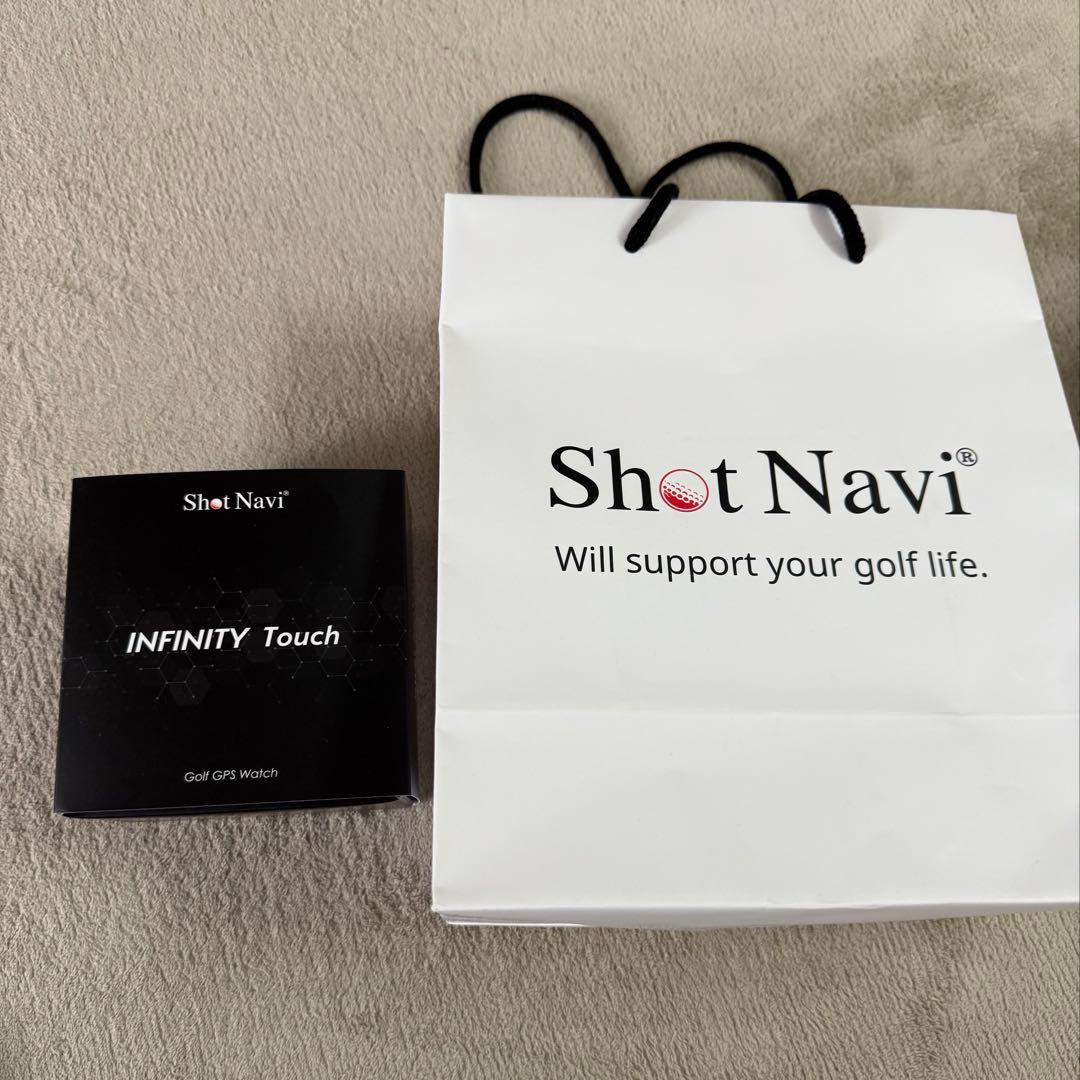 Shot Navi®
INFINITY Touch
Golf GPS Watch
Shot Navi®
Will support your golf life.